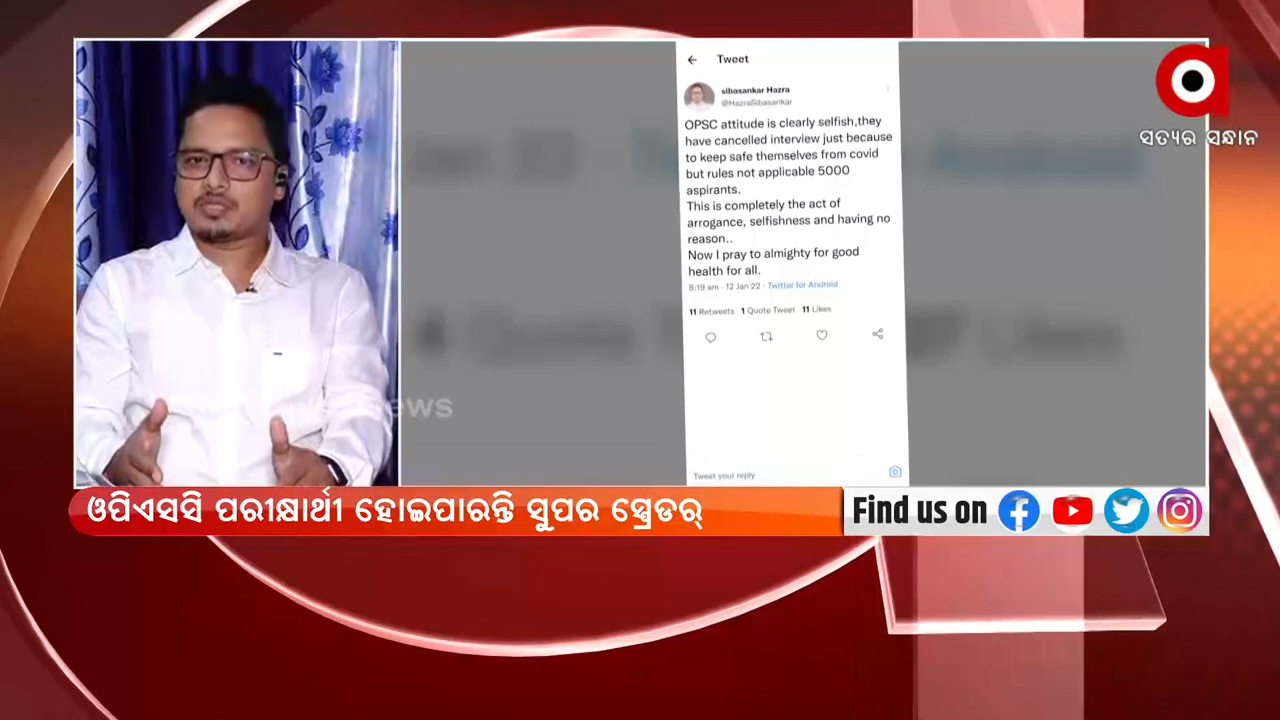 Tweet
sibasankar Hazra
@HazraSibasankar
OPSC attitude is clearly selfish,they
have cancelled interview just because
to keep safe themselves from covid
but rules not applicable 5000
aspirants.
This is completely the act of
arrogance, selfishness and having no
reason..
Now I pray to almighty for good
health for all.
8:19 am · 12 Jan 22 · Twitter for Android
11 Retweets 1 Quote Tweet 11 Likes
Tweet your reply
ସତ୍ୟର ସନ୍ଧାନ
ews
ଓପିଏସସି ପରୀକ୍ଷାର୍ଥୀ ହୋଇପାରନ୍ତି ସୁପର ସ୍ପ୍ରେଡର୍
Find us on